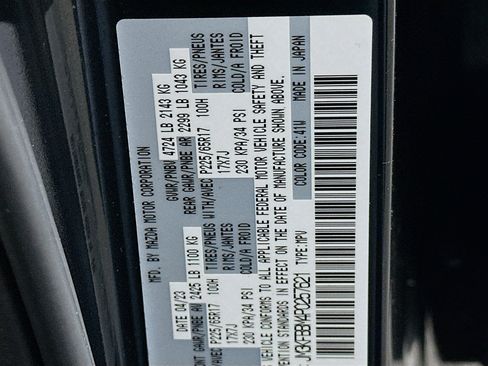 MFD. BY MAZDA MOTOR CORPORATION
DATE 04/23 GVWR/PNBV 4724 LB 2143 KG
FRONT GAWR/PNBE AV 2425 LB 1100 KG REAR GAWR/PNBE AR 2299 LB 1043 KG
P225/65R17 100H TIRES/PNEUS WITH/AVEC P225/65R17 100H TIRES/PNEUS
17X7J RIMS/JANTES 17X7J RIMS/JANTES
230 KPA/34 PSI COLD/A FROID 230 KPA/34 PSI COLD/A FROID
CONFORMS TO ALL APPLICABLE FEDERAL MOTOR VEHICLE SAFETY AND THEFT
PREVENTION STANDARDS IN EFFECT ON THE DATE OF MANUFACTURE SHOWN ABOVE.
TYPE:MPV COLOR CODE:41W MADE IN JAPAN